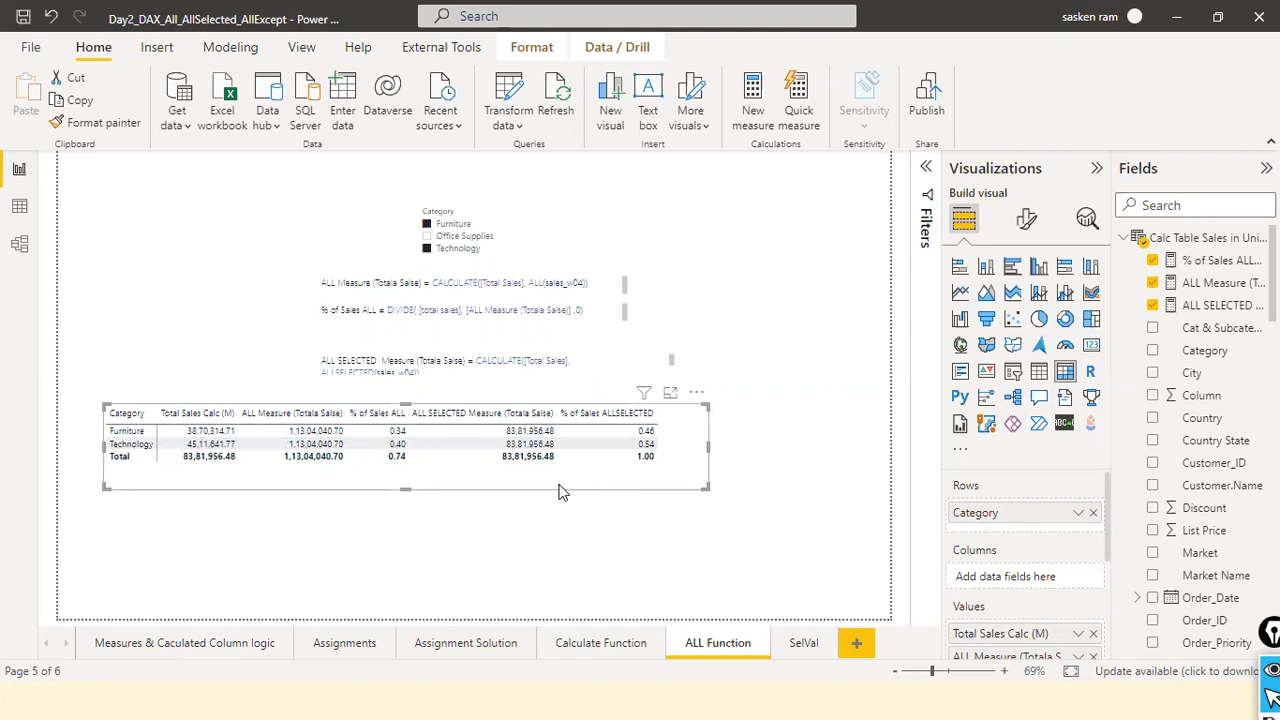 Day2_DAX_All_AllSelected_AllExcept - Power ...
Search
sasken ram
File
Home
Insert
Modeling
View
Help
External Tools
Format
Data / Drill
Paste
Cut
Copy
Format painter
Get data
Excel workbook
Data hub
SQL Server
Enter data
Dataverse
Recent sources
Transform data
Refresh
New visual
Text box
More visuals
New measure
Quick measure
Sensitivity
Publish
Clipboard
Data
Queries
Insert
Calculations
Sensitivity
Share
Category
Furniture
Office Supplies
Technology
ALL Measure (Totala Salse) = CALCULATE([Total Sales], ALL(sales_w04))
% of Sales ALL = DIVIDE( [total sales], [ALL Measure (Totala Salse)] ,0)
ALL SELECTED Measure (Totala Salse) = CALCULATE([Total Sales],
ALLSELECTED(sales_w04))
Category Total Sales Calc (M) ALL Measure (Totala Salse) % of Sales ALL ALL SELECTED Measure (Totala Salse) % of Sales ALLSELECTED
Furniture 38,70,314.71 1,13,04,040.70 0.34 83,81,956.48 0.46
Technology 45,11,641.77 1,13,04,040.70 0.40 83,81,956.48 0.54
Total 83,81,956.48 1,13,04,040.70 0.74 83,81,956.48 1.00
Filters
Visualizations
Build visual
R
Py
123
Rows
Category
Columns
Add data fields here
Values
Total Sales Calc (M)
ALL Measure (Totala S...
Fields
Search
Calc Table Sales in Uni...
% of Sales ALL...
ALL Measure (T...
ALL SELECTED ...
Cat & Subcate...
Category
City
Column
Country
Country State
Customer_ID
Customer.Name
Discount
List Price
Market
Market Name
Order_Date
Order_ID
Order_Priority
Measures & Caculated Column logic
Assignments
Assignment Solution
Calculate Function
ALL Function
SelVal
Page 5 of 6
69%
Update available (click to downlo